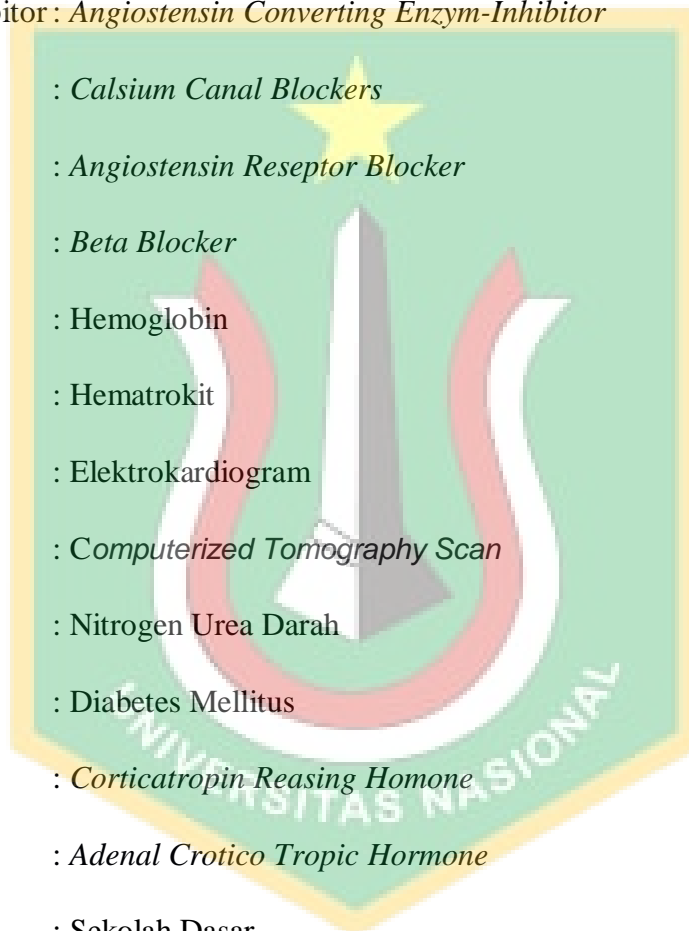 itor : Angiostensin Converting Enzym-Inhibitor
: Calsium Canal Blockers
: Angiostensin Reseptor Blocker
: Beta Blocker
: Hemoglobin
: Hematrokit
: Elektrokardiogram
: Computerized Tomography Scan
: Nitrogen Urea Darah
: Diabetes Mellitus
: Corticatropin Reasing Homone
: Adenal Crotico Tropic Hormone
: Sekolah Dasar
UNIVERSITAS NASIONAL